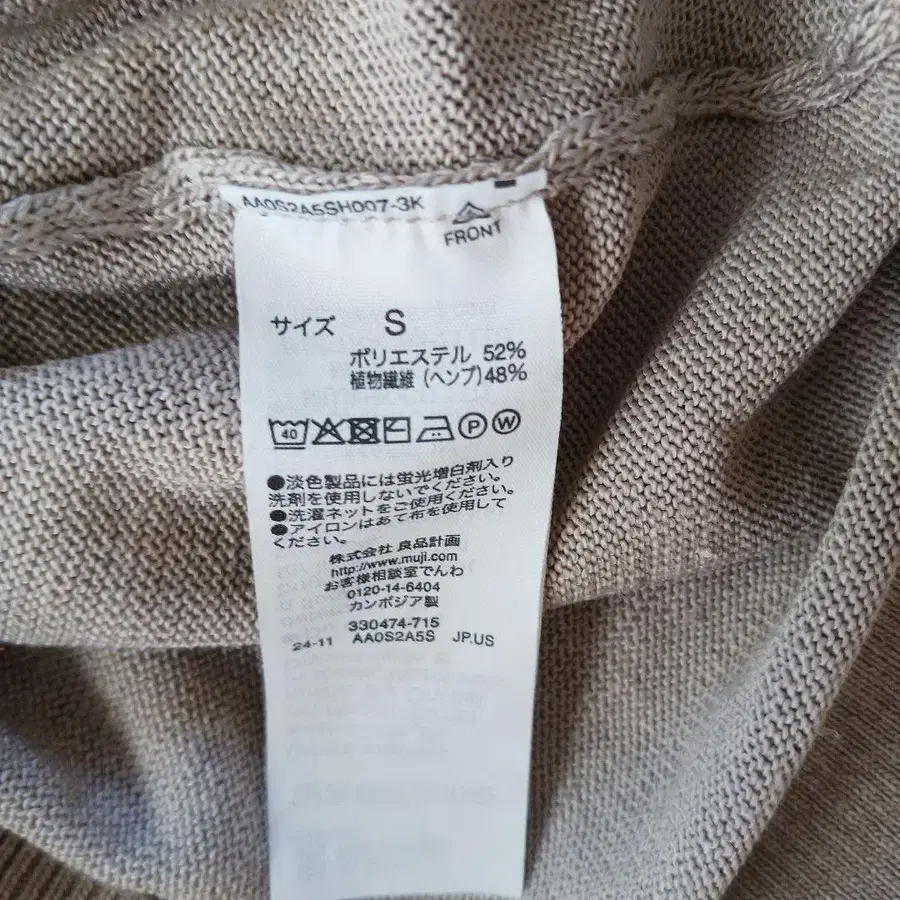 AA0S2A5SH007-3K
FRONT
サイズ S
ポリエステル 52%
植物繊維 (ヘンプ)48%
40 P W
●淡色製品には蛍光増白剤入り
洗剤を使用しないでください。
●洗濯ネットをご使用ください。
●アイロンはあて布を使用して
ください。
株式会社 良品計画
http://www.muji.com
お客様相談室でんわ
0120-14-6404
カンボジア製
330474-715
24-11 AA0S2A5S JP.US